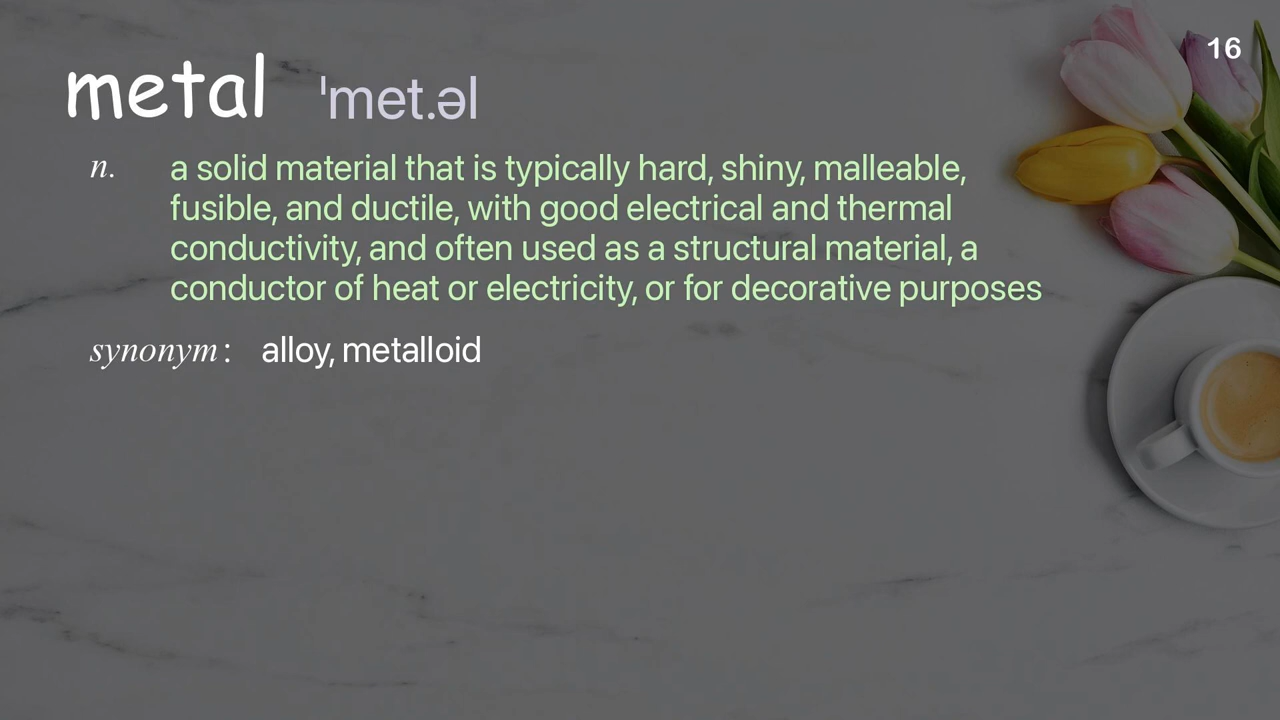 16
metal ˈmet.əl
n. a solid material that is typically hard, shiny, malleable,
fusible, and ductile, with good electrical and thermal
conductivity, and often used as a structural material, a
conductor of heat or electricity, or for decorative purposes
synonym: alloy, metalloid